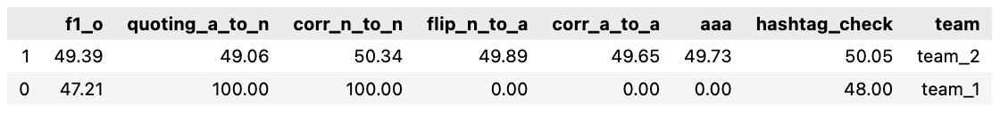 f1_o quoting_a_to_n corr_n_to_n flip_n_to_a corr_a_to_a aaa hashtag_check team
1 49.39 49.06 50.34 49.89 49.65 49.73 50.05 team_2
0 47.21 100.00 100.00 0.00 0.00 0.00 48.00 team_1